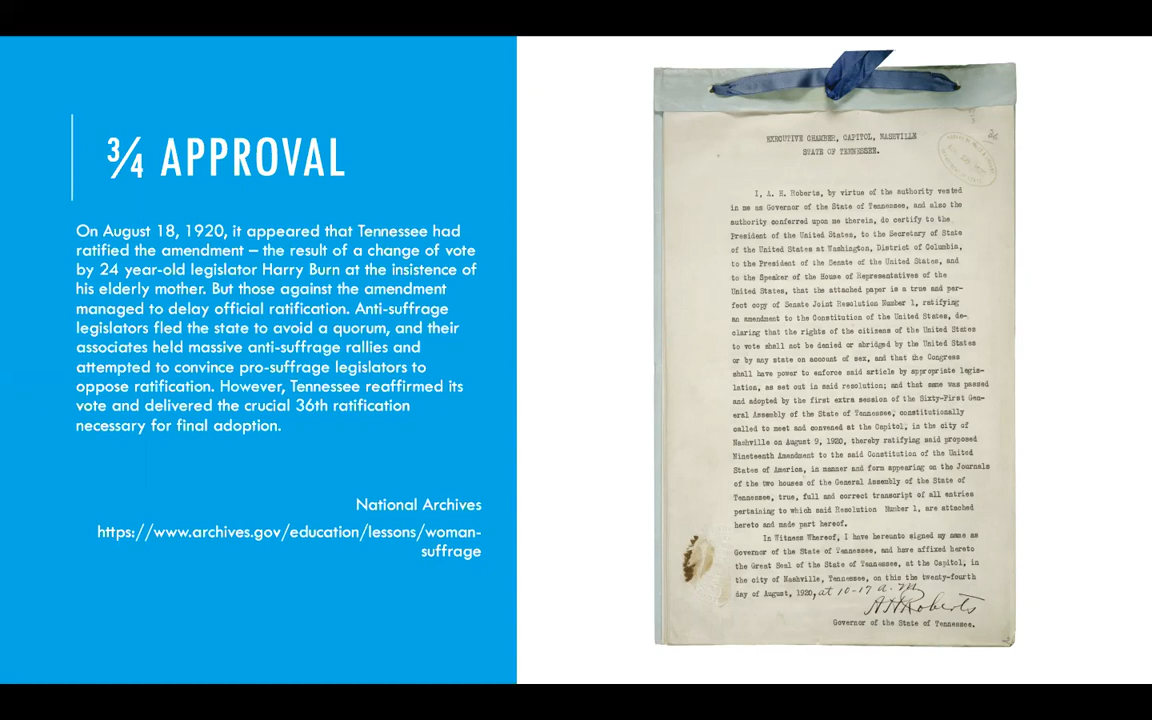 ¾ APPROVAL
On August 18, 1920, it appeared that Tennessee had
ratified the amendment – the result of a change of vote
by 24 year-old legislator Harry Burn at the insistence of
his elderly mother. But those against the amendment
managed to delay official ratification. Anti-suffrage
legislators fled the state to avoid a quorum, and their
associates held massive anti-suffrage rallies and
attempted to convince pro-suffrage legislators to
oppose ratification. However, Tennessee reaffirmed its
vote and delivered the crucial 36th ratification
necessary for final adoption.
National Archives
https://www.archives.gov/education/lessons/woman-
suffrage
EXECUTIVE CHAMBER, CAPITOL, NASHVILLE
STATE OF TENNESSEE.
I, A. H. Roberts, by virtue of the authority vested
in me as Governor of the State of Tennessee, and also the
authority conferred upon me therein, do certify to the
President of the United States, to the Secretary of State
of the United States at Washington, District of Columbia,
to the President of the Senate of the United States, and
to the Speaker of the House of Representatives of the
United States, that the attached paper is a true and per-
fect copy of Senate Joint Resolution Number 1, ratifying
an amendment to the Constitution of the United States, de-
claring that the rights of the citizens of the United States
to vote shall not be denied or abridged by the United States
or by any state on account of sex, and that the Congress
shall have power to enforce said article by appropriate legis-
lation, as set out in said resolution; and that same was passed
and adopted by the first extra session of the Sixty-First Gen-
eral Assembly of the State of Tennessee, constitutionally
called to meet and convened at the Capitol, in the city of
Nashville on August 9, 1920, thereby ratifying said proposed
Nineteenth Amendment to the said Constitution of the United
States of America, in manner and form appearing on the Journals
of the two houses of the General Assembly of the State of
Tennessee, true, full and correct transcript of all entries
pertaining to which said Resolution Number 1, are attached
hereto and made part hereof.
In Witness Whereof, I have hereunto signed my name as
Governor of the State of Tennessee, and have affixed hereto
the Great Seal of the State of Tennessee, at the Capitol, in
the city of Nashville, Tennessee, on this the twenty-fourth
day of August, 1920, at 10-17 a.m
A H Roberts
Governor of the State of Tennessee.